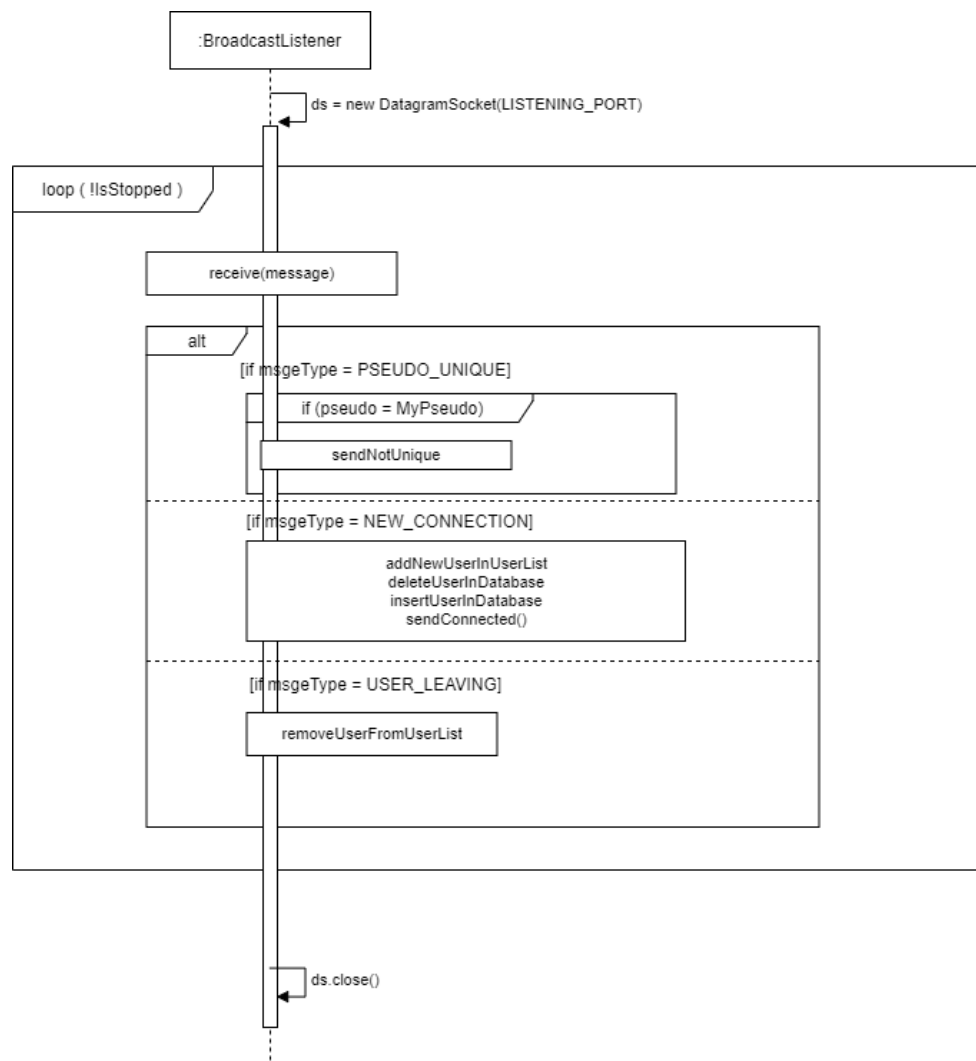 :BroadcastListener
ds = new DatagramSocket(LISTENING_PORT)
loop ( !IsStopped )
receive(message)
alt
[if msgeType = PSEUDO_UNIQUE]
if (pseudo = MyPseudo)
sendNotUnique
[if msgeType = NEW_CONNECTION]
addNewUserInUserList
deleteUserInDatabase
insertUserInDatabase
sendConnected()
[if msgeType = USER_LEAVING]
removeUserFromUserList
ds.close()